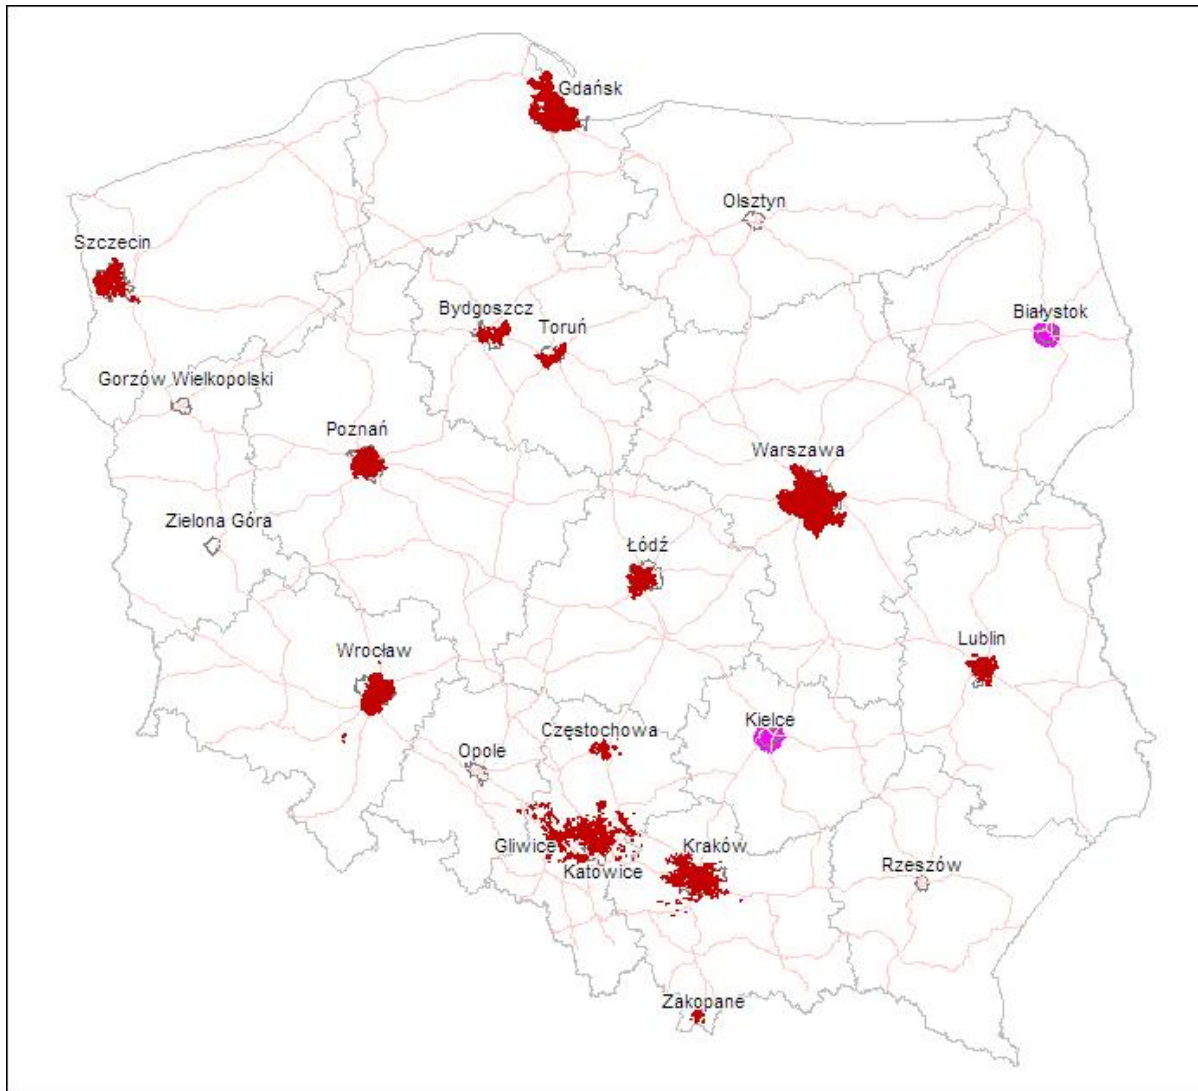 Gdańsk
Olsztyn
Szczecin
Bydgoszcz
Toruń
Białystok
Gorzów Wielkopolski
Poznań
Warszawa
Zielona Góra
Łódź
Wrocław
Lublin
Kielce
Częstochowa
Opole
Gliwice
Kraków
Katowice
Rzeszów
Zakopane